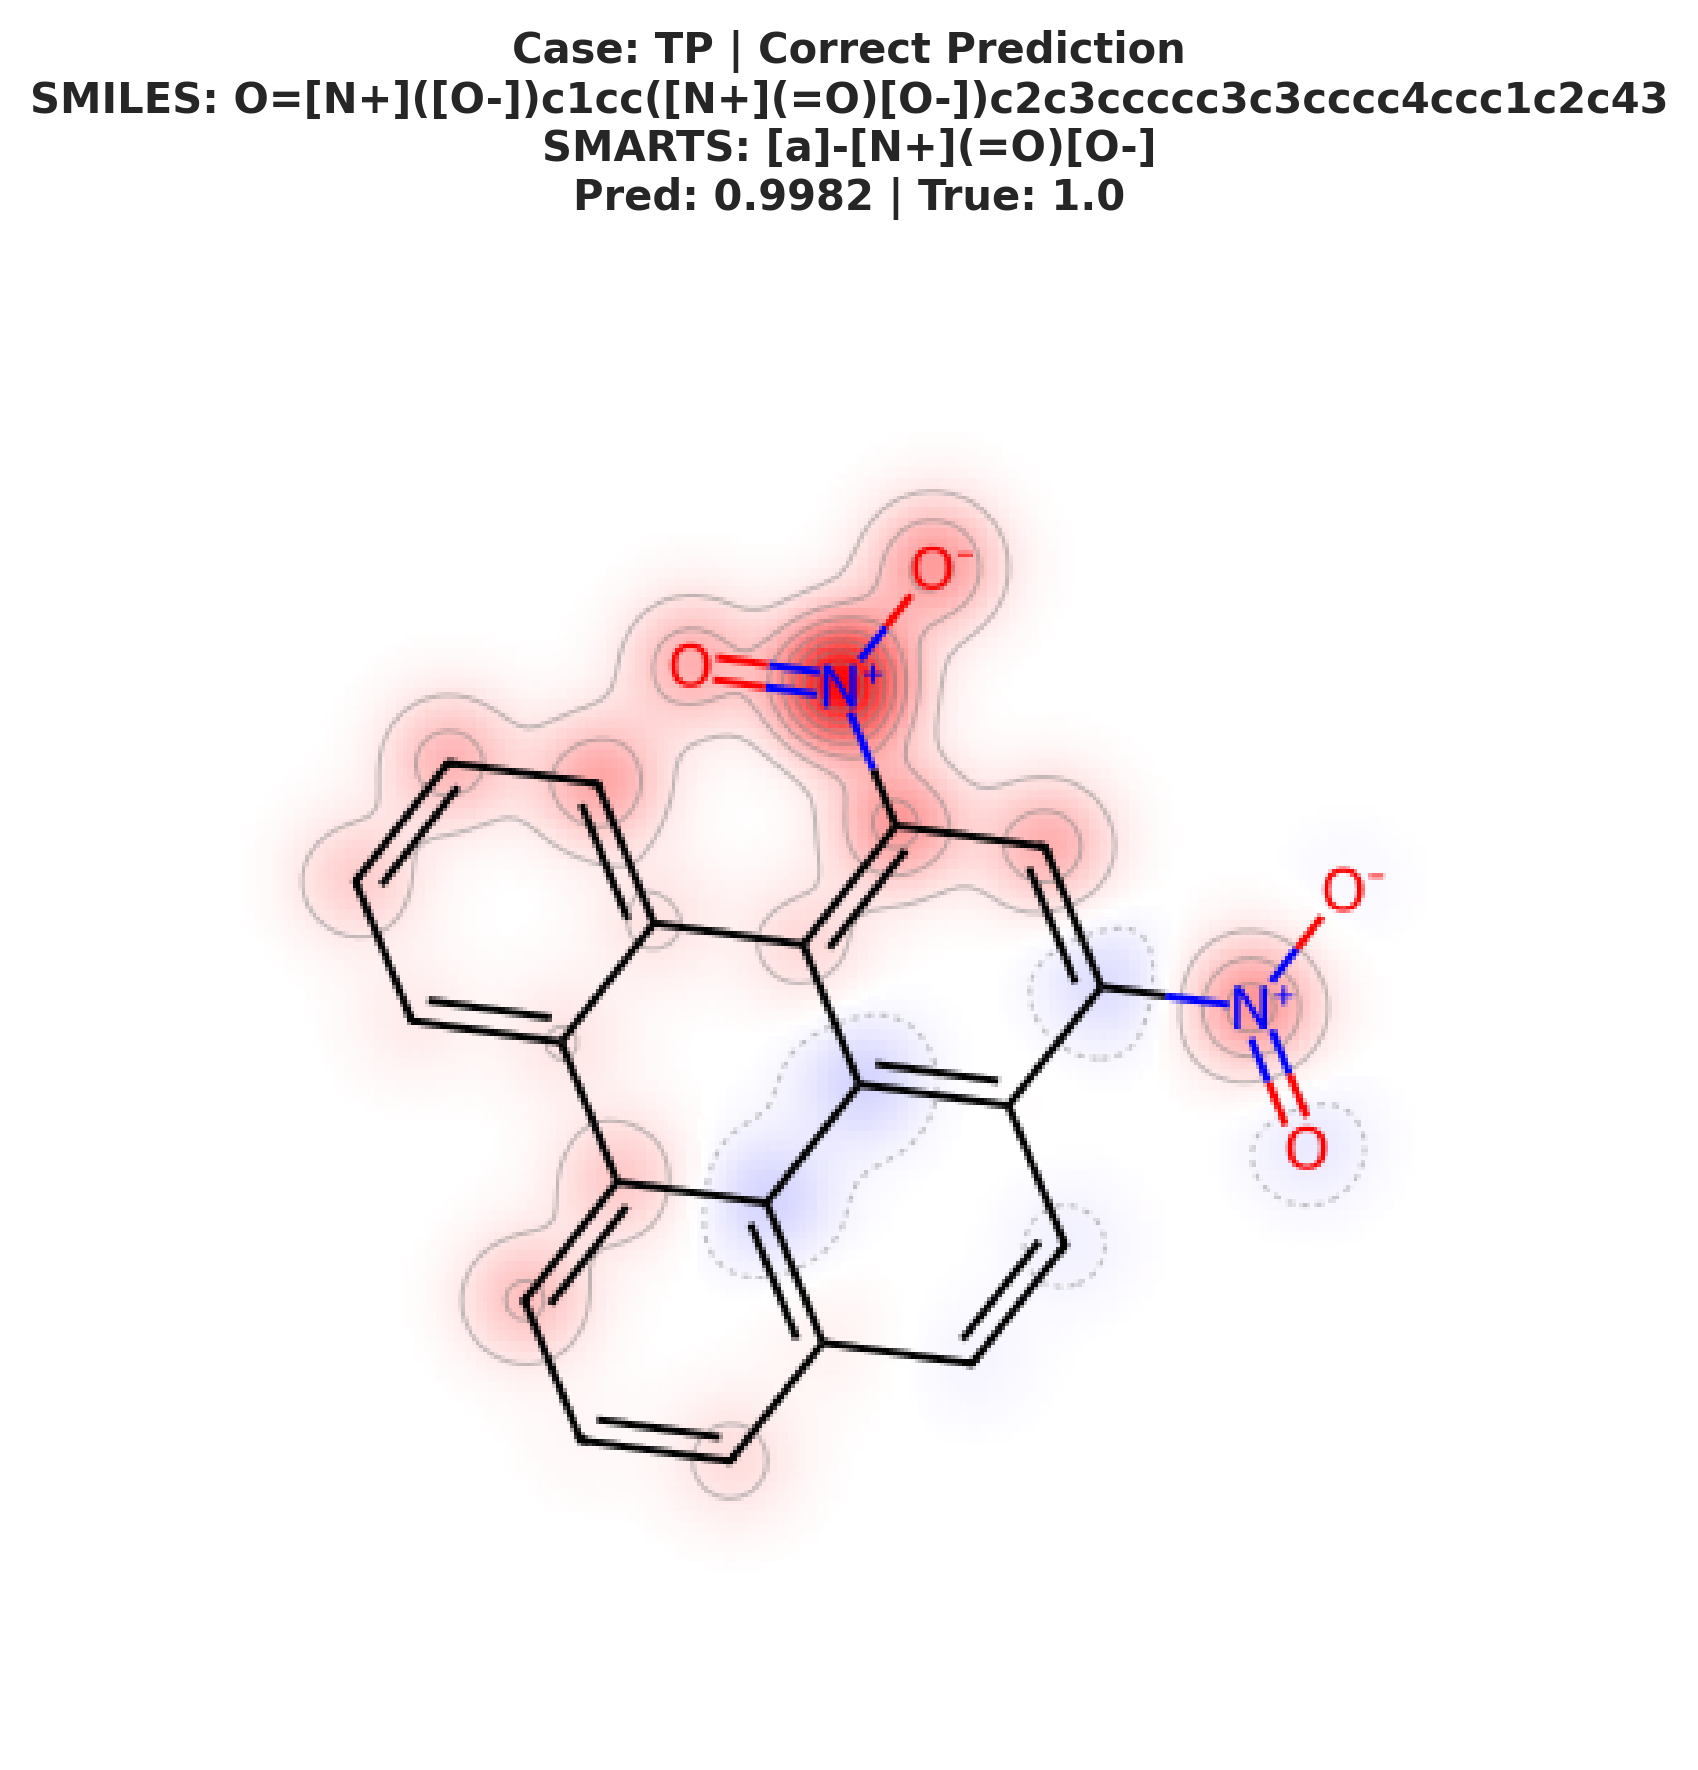 Case: TP | Correct Prediction
SMILES: O=[N+]([O-])c1cc([N+](=O)[O-])c2c3ccccc3c3cccc4ccc1c2c43
SMARTS: [a]-[N+](=O)[O-]
Pred: 0.9982 | True: 1.0
O⁻
O
N⁺
O⁻
N⁺
O